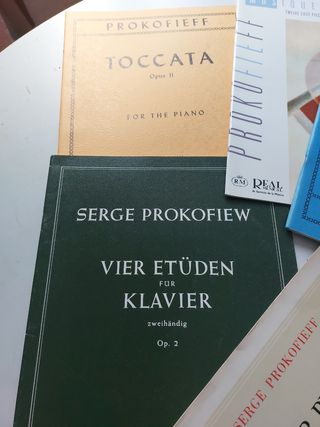 PROKOFIEFF
TOCCATA
Opus 11
FOR THE PIANO
PROKOFIEFF
RM
REAL
SERGE PROKOFIEW
VIER ETÜDEN
FÜR
KLAVIER
zweihändig
Op. 2
SERGE PROKOFIEFF